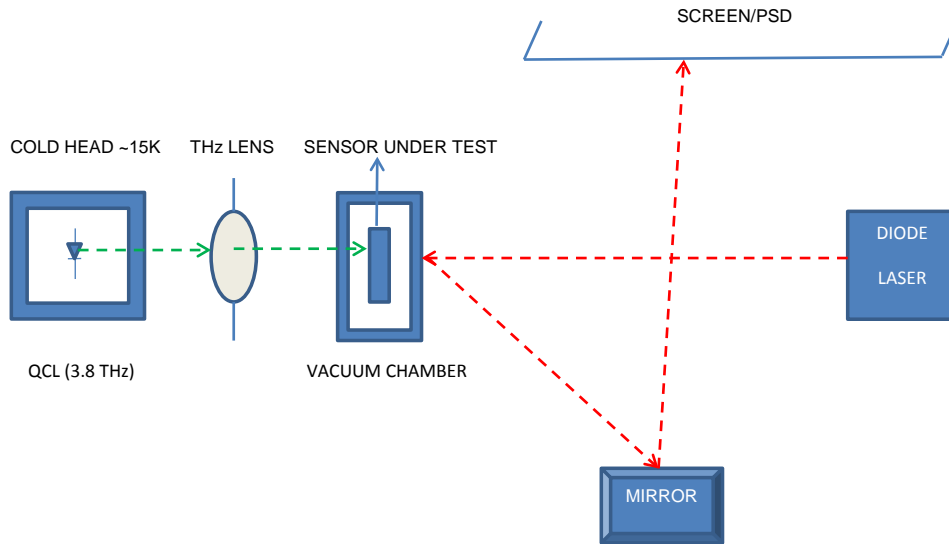 SCREEN/PSD
COLD HEAD ~15K
THz LENS
SENSOR UNDER TEST
DIODE
LASER
QCL (3.8 THz)
VACUUM CHAMBER
MIRROR